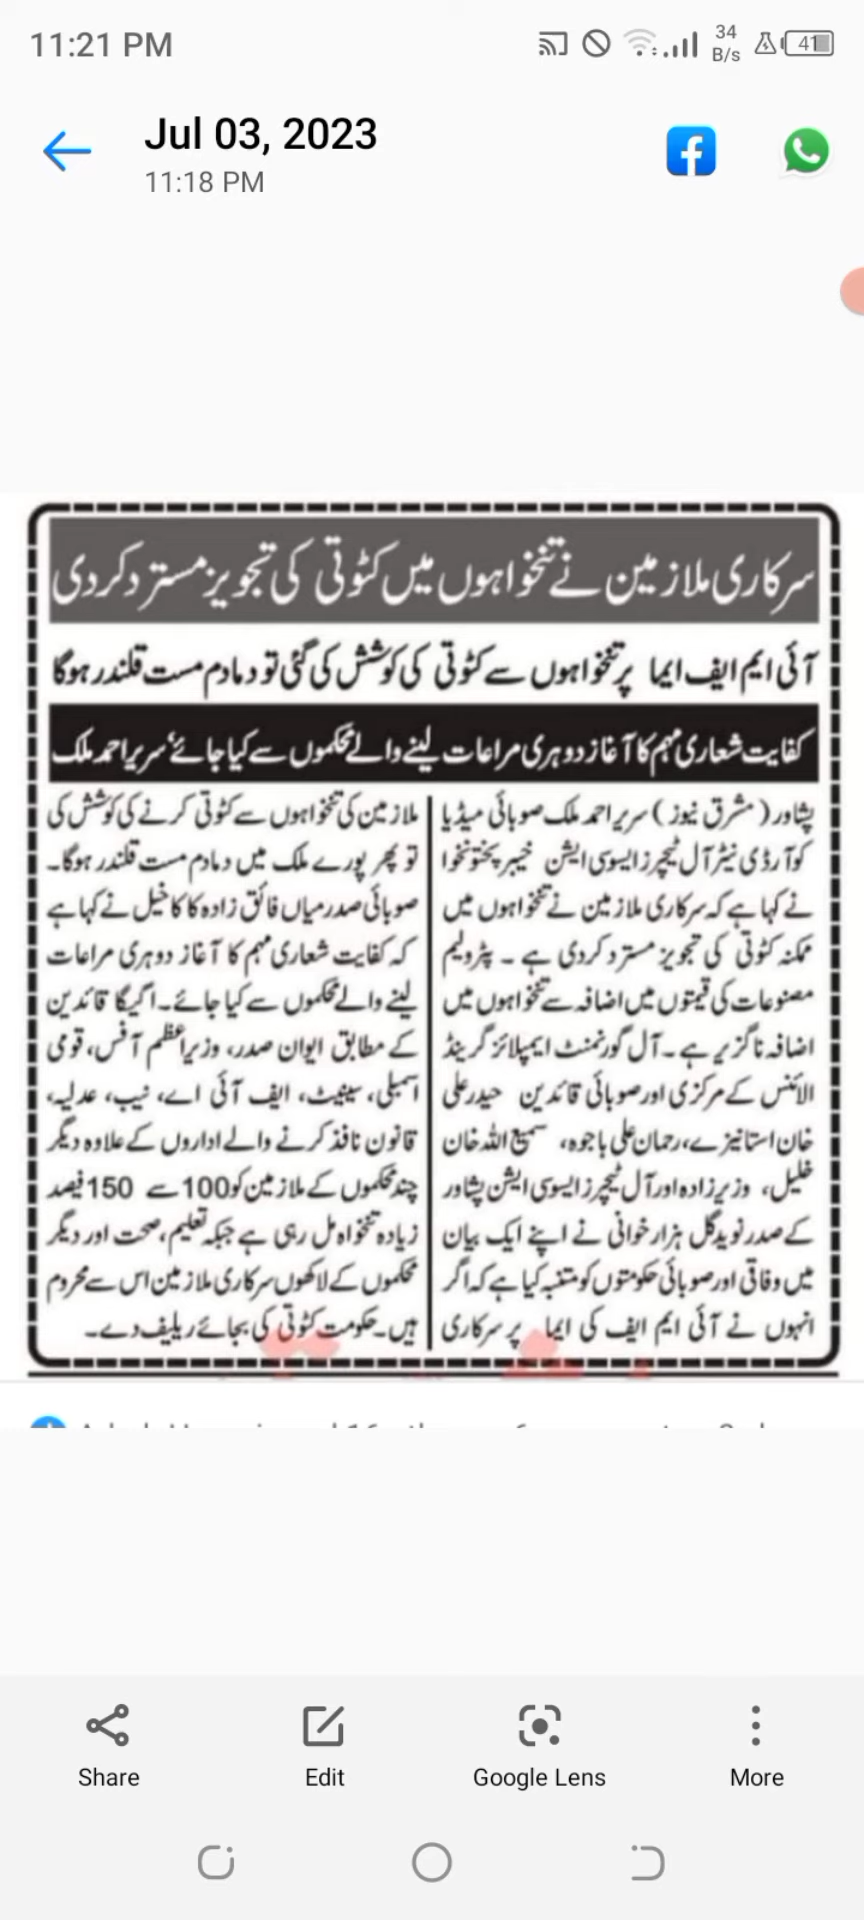 11:21 PM
34
B/s
41
Jul 03, 2023
11:18 PM
سرکاری ملازمین نے تنخواہوں میں کٹوتی کی تجویز مسترد کردی
آئی ایم ایف ایما پر تنخواہوں سے کٹوتی کی کوشش کی گئی تو دمادم مست قلندر ہوگا
کفایت شعاری مہم کا آغاز دوہری مراعات لینے والے محکموں سے کیا جائے‘ سریر احمد ملک
پشاور (مشرق نیوز) سریر احمد ملک صوبائی میڈیا
کوآرڈی نیٹر آل ٹیچرز ایسوسی ایشن خیبر پختونخوا
نے کہا ہے کہ سرکاری ملازمین نے تنخواہوں میں
ممکنہ کٹوتی کی تجویز مسترد کردی ہے ۔ پٹرولیم
مصنوعات کی قیمتوں میں اضافہ سے تنخواہوں میں
اضافہ ناگزیر ہے۔ آل گورنمنٹ ایمپلائز گرینڈ
الائنس کے مرکزی اور صوبائی قائدین حیدر علی
خان استانیزے، رحمان علی باجوہ، سمیع اللہ خان
خلیل، وزیر زادہ اور آل ٹیچرز ایسوسی ایشن پشاور
کے صدر نوید گل ہزارخوانی نے اپنے ایک بیان
میں وفاقی اور صوبائی حکومتوں کو متنبہ کیا ہے کہ اگر
انہوں نے آئی ایم ایف کی ایما پر سرکاری
ملازمین کی تنخواہوں سے کٹوتی کرنے کی کوشش کی
تو پھر پورے ملک میں دمادم مست قلندر ہوگا۔
صوبائی صدر میاں فائق زادہ کاکاخیل نے کہا ہے
کہ کفایت شعاری مہم کا آغاز دوہری مراعات
لینے والے محکموں سے کیا جائے۔ اگیگا قائدین
کے مطابق ایوان صدر، وزیراعظم آفس، قومی
اسمبلی، سینیٹ، ایف آئی اے، نیب، عدلیہ،
قانون نافذ کرنے والے اداروں کے علاوہ دیگر
چند محکموں کے ملازمین کو 100 سے 150 فیصد
زیادہ تنخواہ مل رہی ہے جبکہ تعلیم، صحت اور دیگر
محکموں کے لاکھوں سرکاری ملازمین اس سے محروم
ہیں۔ حکومت کٹوتی کی بجائے ریلیف دے۔
Share
Edit
Google Lens
More